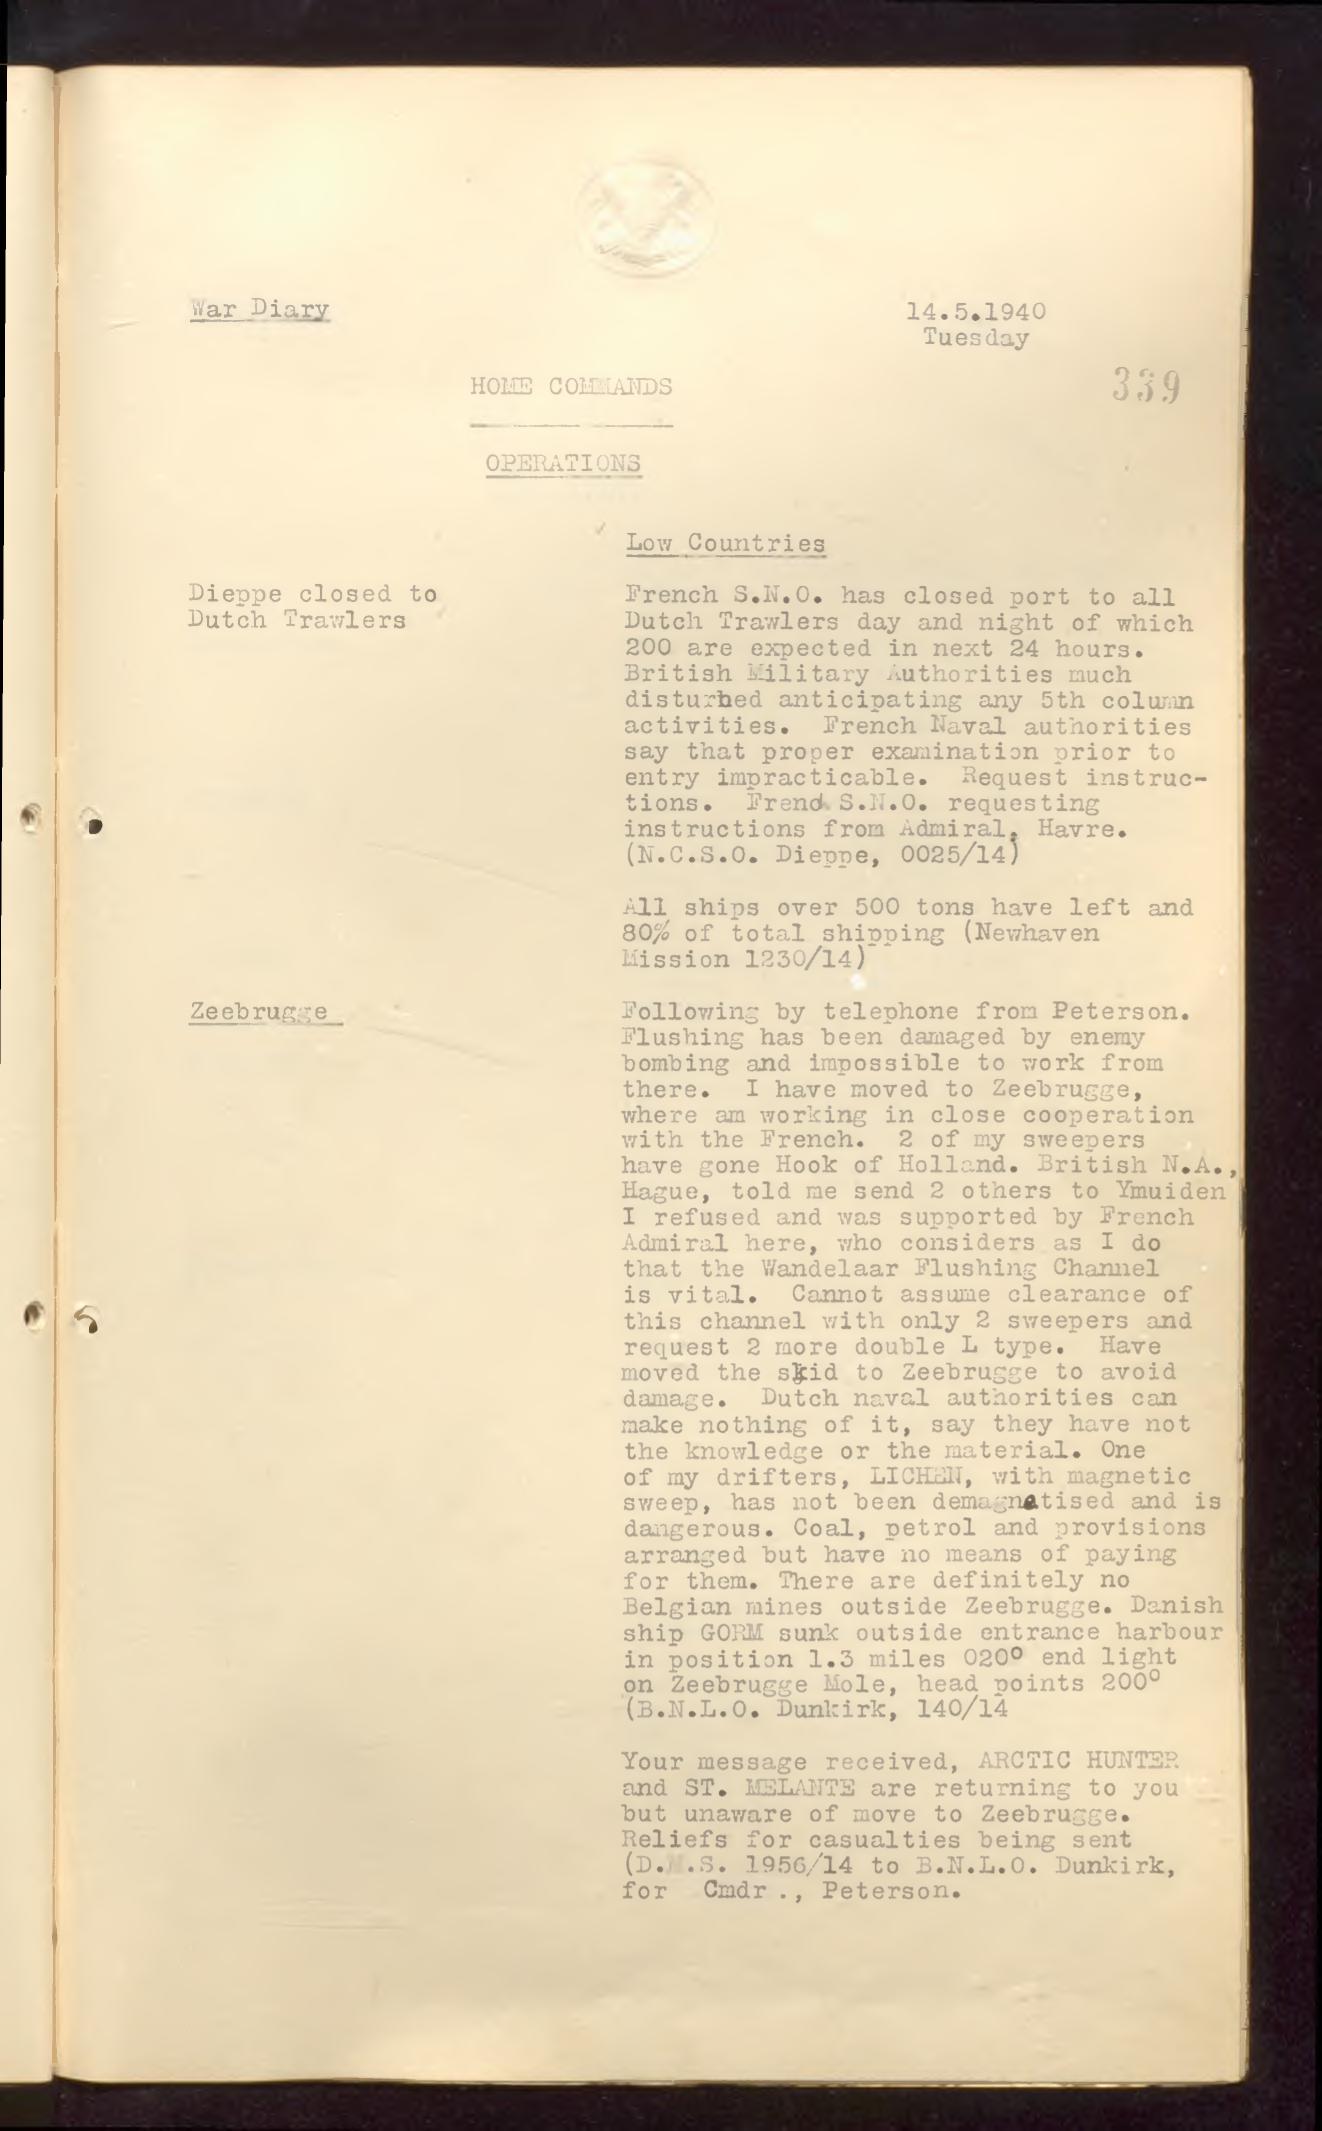 War Diary
14.5.1940
Tuesday
339
HOME COMMANDS
OPERATIONS
Low Countries
Dieppe closed to
Dutch Trawlers
French S.N.O. has closed port to all
Dutch Trawlers day and night of which
200 are expected in next 24 hours.
British Military Authorities much
disturbed anticipating any 5th column
activities. French Naval authorities
say that proper examination prior to
entry impracticable. Request instruc-
tions. French S.N.O. requesting
instructions from Admiral, Havre.
(N.C.S.O. Dieppe, 0025/14)
All ships over 500 tons have left and
80% of total shipping (Newhaven
Mission 1230/14)
Zeebrugge
Following by telephone from Peterson.
Flushing has been damaged by enemy
bombing and impossible to work from
there. I have moved to Zeebrugge,
where am working in close cooperation
with the French. 2 of my sweepers
have gone Hook of Holland. British N.A.,
Hague, told me send 2 others to Ymuiden
I refused and was supported by French
Admiral here, who considers as I do
that the Wandelaar Flushing Channel
is vital. Cannot assume clearance of
this channel with only 2 sweepers and
request 2 more double L type. Have
moved the skid to Zeebrugge to avoid
damage. Dutch naval authorities can
make nothing of it, say they have not
the knowledge or the material. One
of my drifters, LICHEN, with magnetic
sweep, has not been demagnetised and is
dangerous. Coal, petrol and provisions
arranged but have no means of paying
for them. There are definitely no
Belgian mines outside Zeebrugge. Danish
ship GORM sunk outside entrance harbour
in position 1.3 miles 020° end light
on Zeebrugge Mole, head points 200°
(B.N.L.O. Dunkirk, 140/14
Your message received, ARCTIC HUNTER
and ST. MELANTE are returning to you
but unaware of move to Zeebrugge.
Reliefs for casualties being sent
(D.M.S. 1956/14 to B.N.L.O. Dunkirk,
for Cmdr ., Peterson.